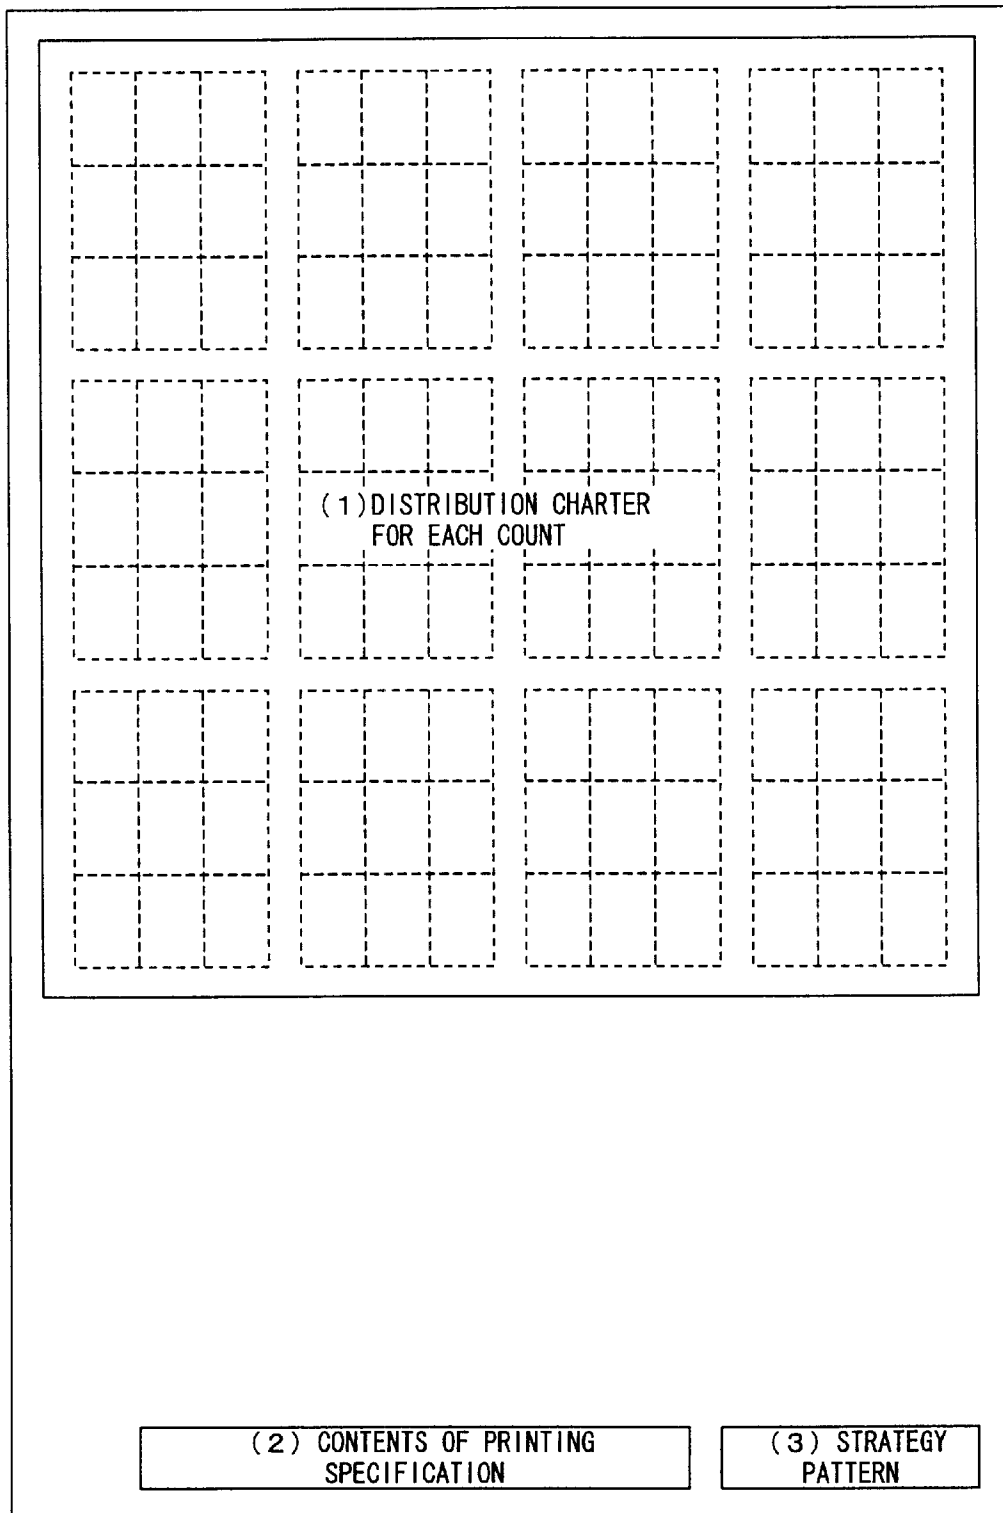 (1)DISTRIBUTION CHARTER
FOR EACH COUNT
(2) CONTENTS OF PRINTING
SPECIFICATION
(3) STRATEGY
PATTERN